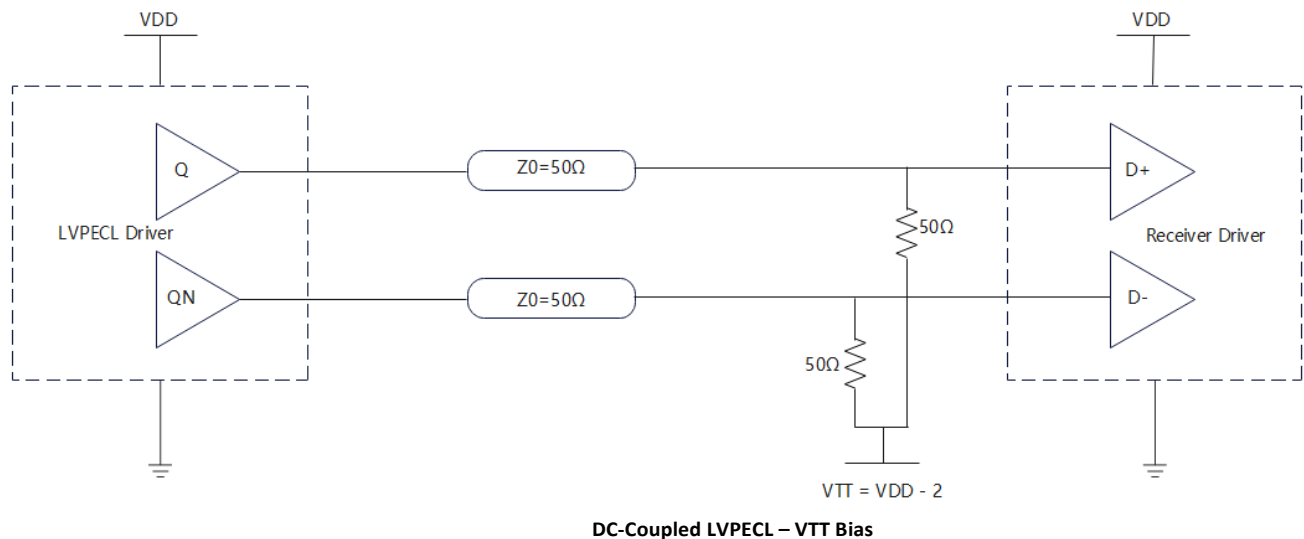 VDD
VDD
Q
Z0=50Ω
D+
LVPECL Driver
50Ω
Receiver Driver
QN
Z0=50Ω
D-
50Ω
VTT = VDD - 2
DC-Coupled LVPECL – VTT Bias